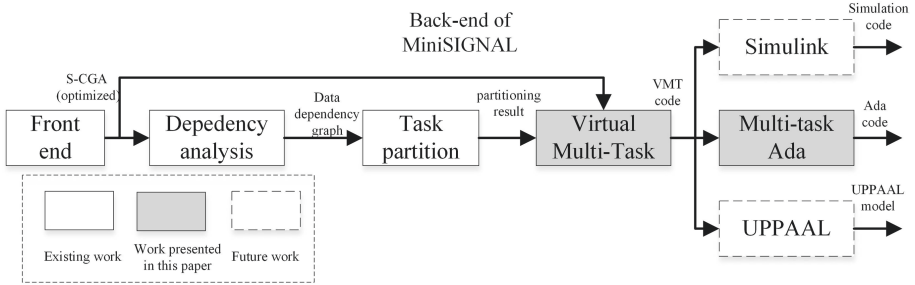 Back-end of
MiniSIGNAL
Simulation
code
Simulink
S-CGA
(optimized)
Data
dependency
graph
partitioning
result
VMT
code
Ada
code
Front
end
Depedency
analysis
Task
partition
Virtual
Multi-Task
Multi-task
Ada
UPPAAL
model
UPPAAL
Existing work
Work presented
in this paper
Future work